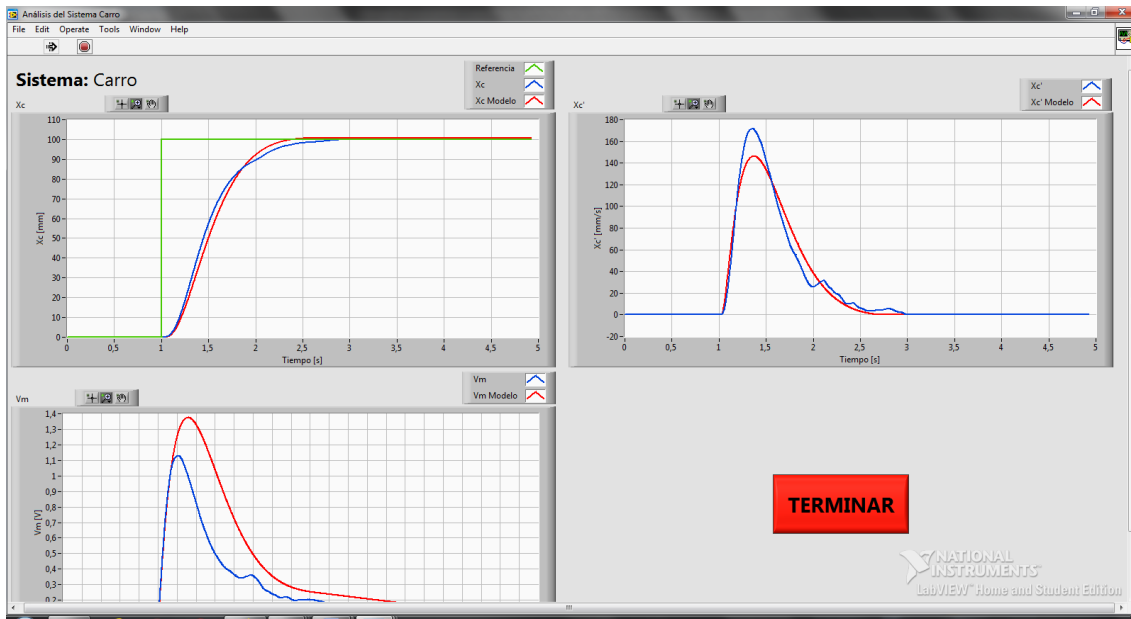 Análisis del Sistema Carro
File Edit Operate Tools Window Help
Sistema: Carro
Referencia
Xc
Xc Modelo
Xc
110
100
90
80
70
60
50
40
30
20
10
0
Xc [mm]
0 0,5 1 1,5 2 2,5 3 3,5 4 4,5 5
Tiempo [s]
Xc'
Xc' Modelo
Xc'
180
160
140
120
100
80
60
40
20
0
-20
Xc' [mm/s]
0 0,5 1 1,5 2 2,5 3 3,5 4 4,5 5
Tiempo [s]
Vm
Vm Modelo
Vm
1,4
1,3
1,2
1,1
1
0,9
0,8
0,7
0,6
0,5
0,4
0,3
0,2
Vm [V]
TERMINAR
NATIONAL
INSTRUMENTS
LabVIEW Home and Student Edition